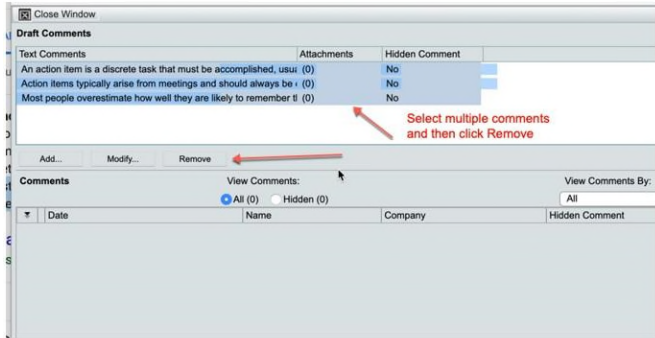 Close Window
Draft Comments
Text Comments Attachments Hidden Comment
An action item is a discrete task that must be accomplished, usu (0) No
Action items typically arise from meetings and should always be (0) No
Most people overestimate how well they are likely to remember t (0) No
Select multiple comments
and then click Remove
Add... Modify... Remove
Comments View Comments: View Comments By:
All (0) Hidden (0) All
Date Name Company Hidden Comment